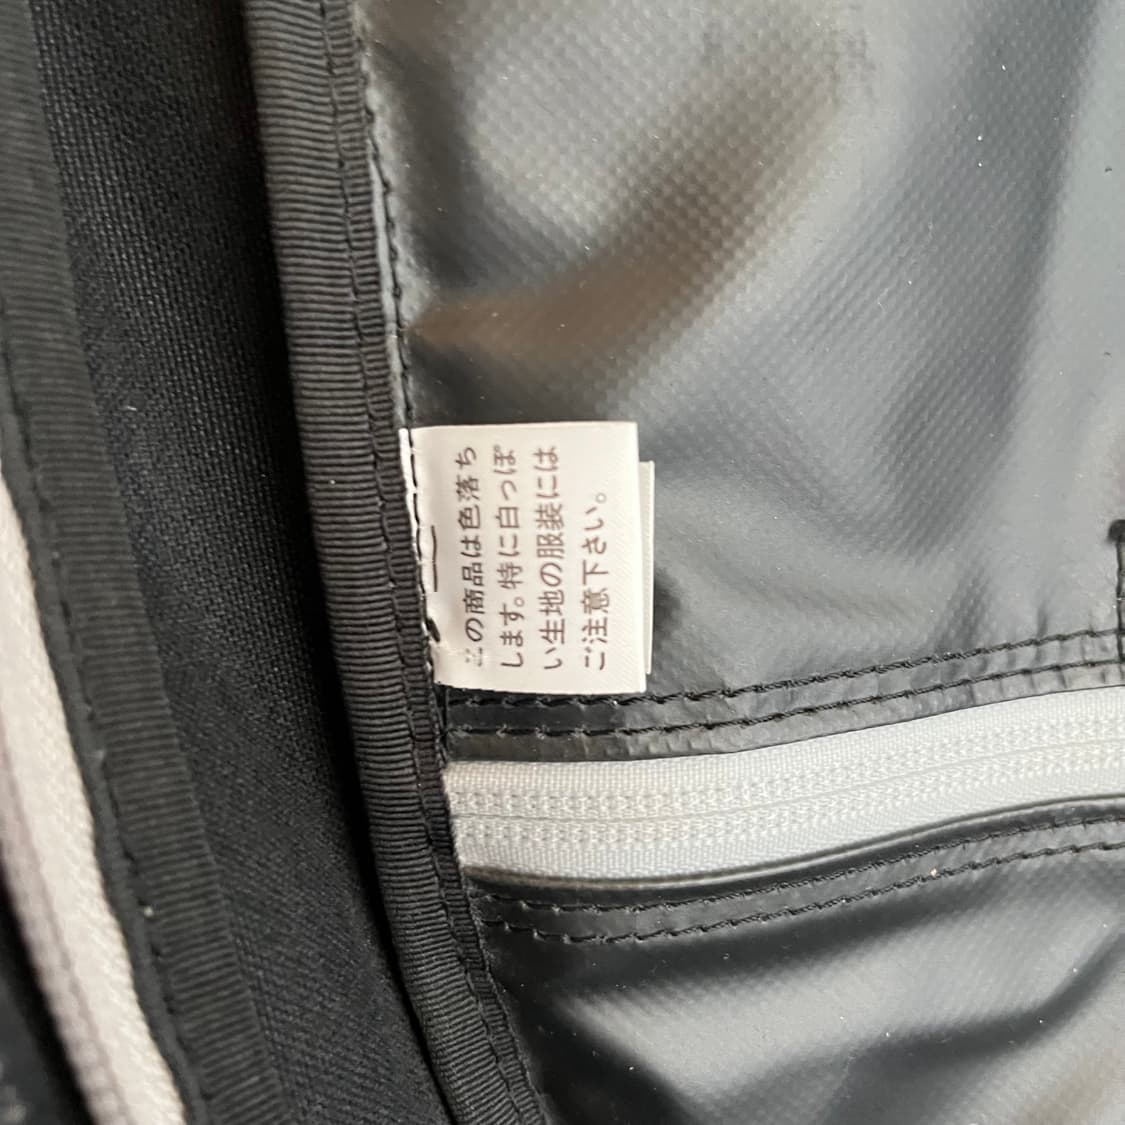 この商品は色落ち
します。特に白っぽ
い生地の服装には
ご注意下さい。